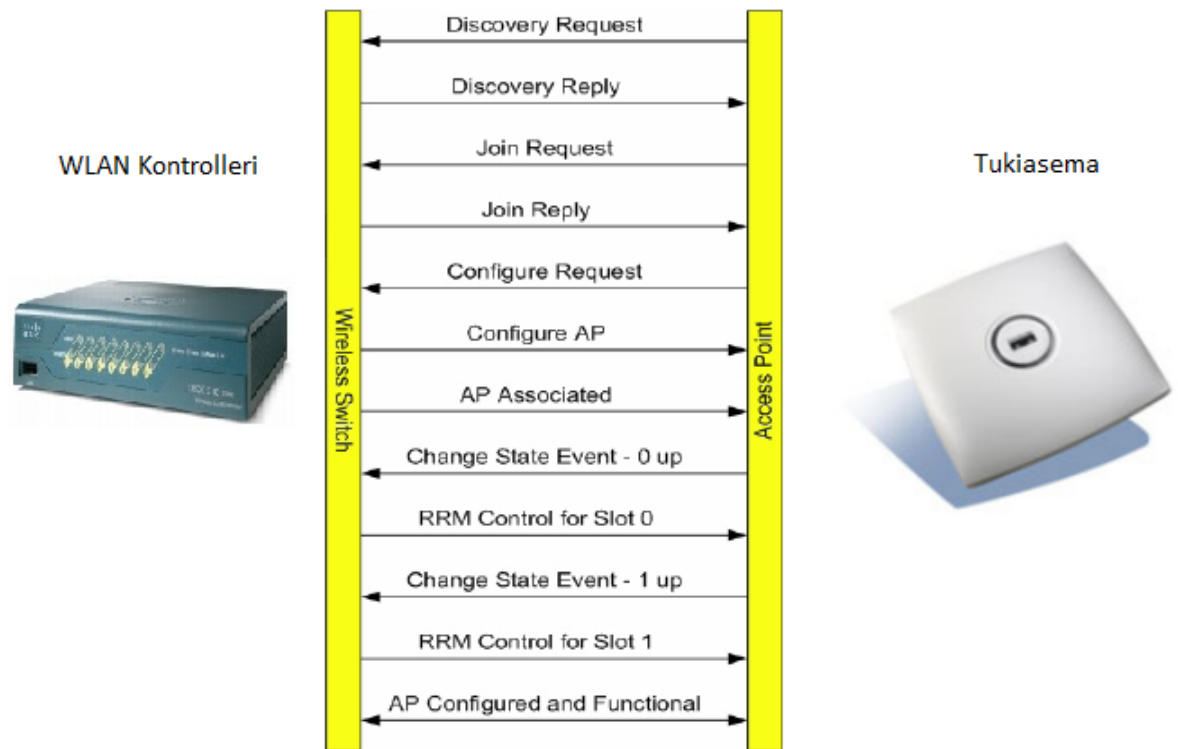 Discovery Request
Discovery Reply
Join Request
WLAN Kontrolleri
Tukiasema
Join Reply
Configure Request
Wireless Switch
Access Point
Configure AP
AP Associated
Change State Event - 0 up
RRM Control for Slot 0
Change State Event - 1 up
RRM Control for Slot 1
AP Configured and Functional